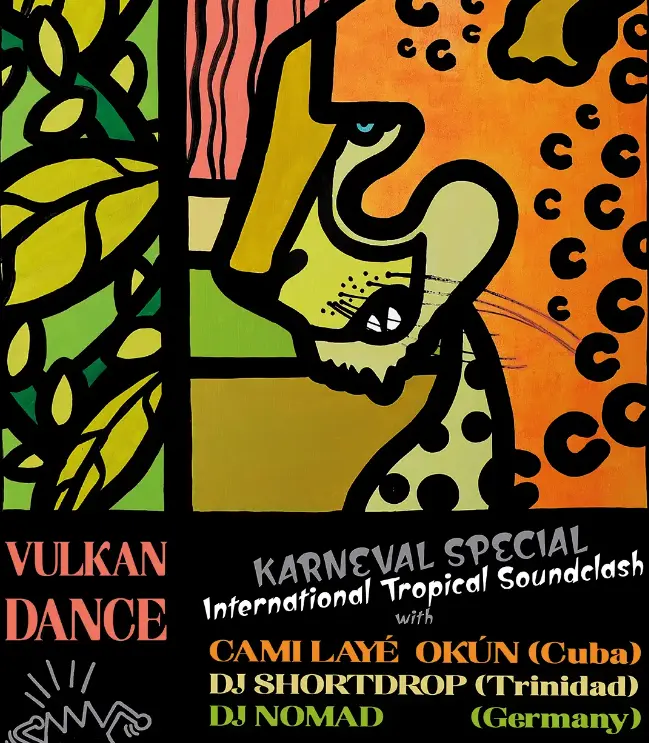 VULKAN
DANCE
KARNEVAL SPECIAL
International Tropical Soundclash
with
CAMI LAYÉ OKÚN (Cuba)
DJ SHORTDROP (Trinidad)
DJ NOMAD (Germany)